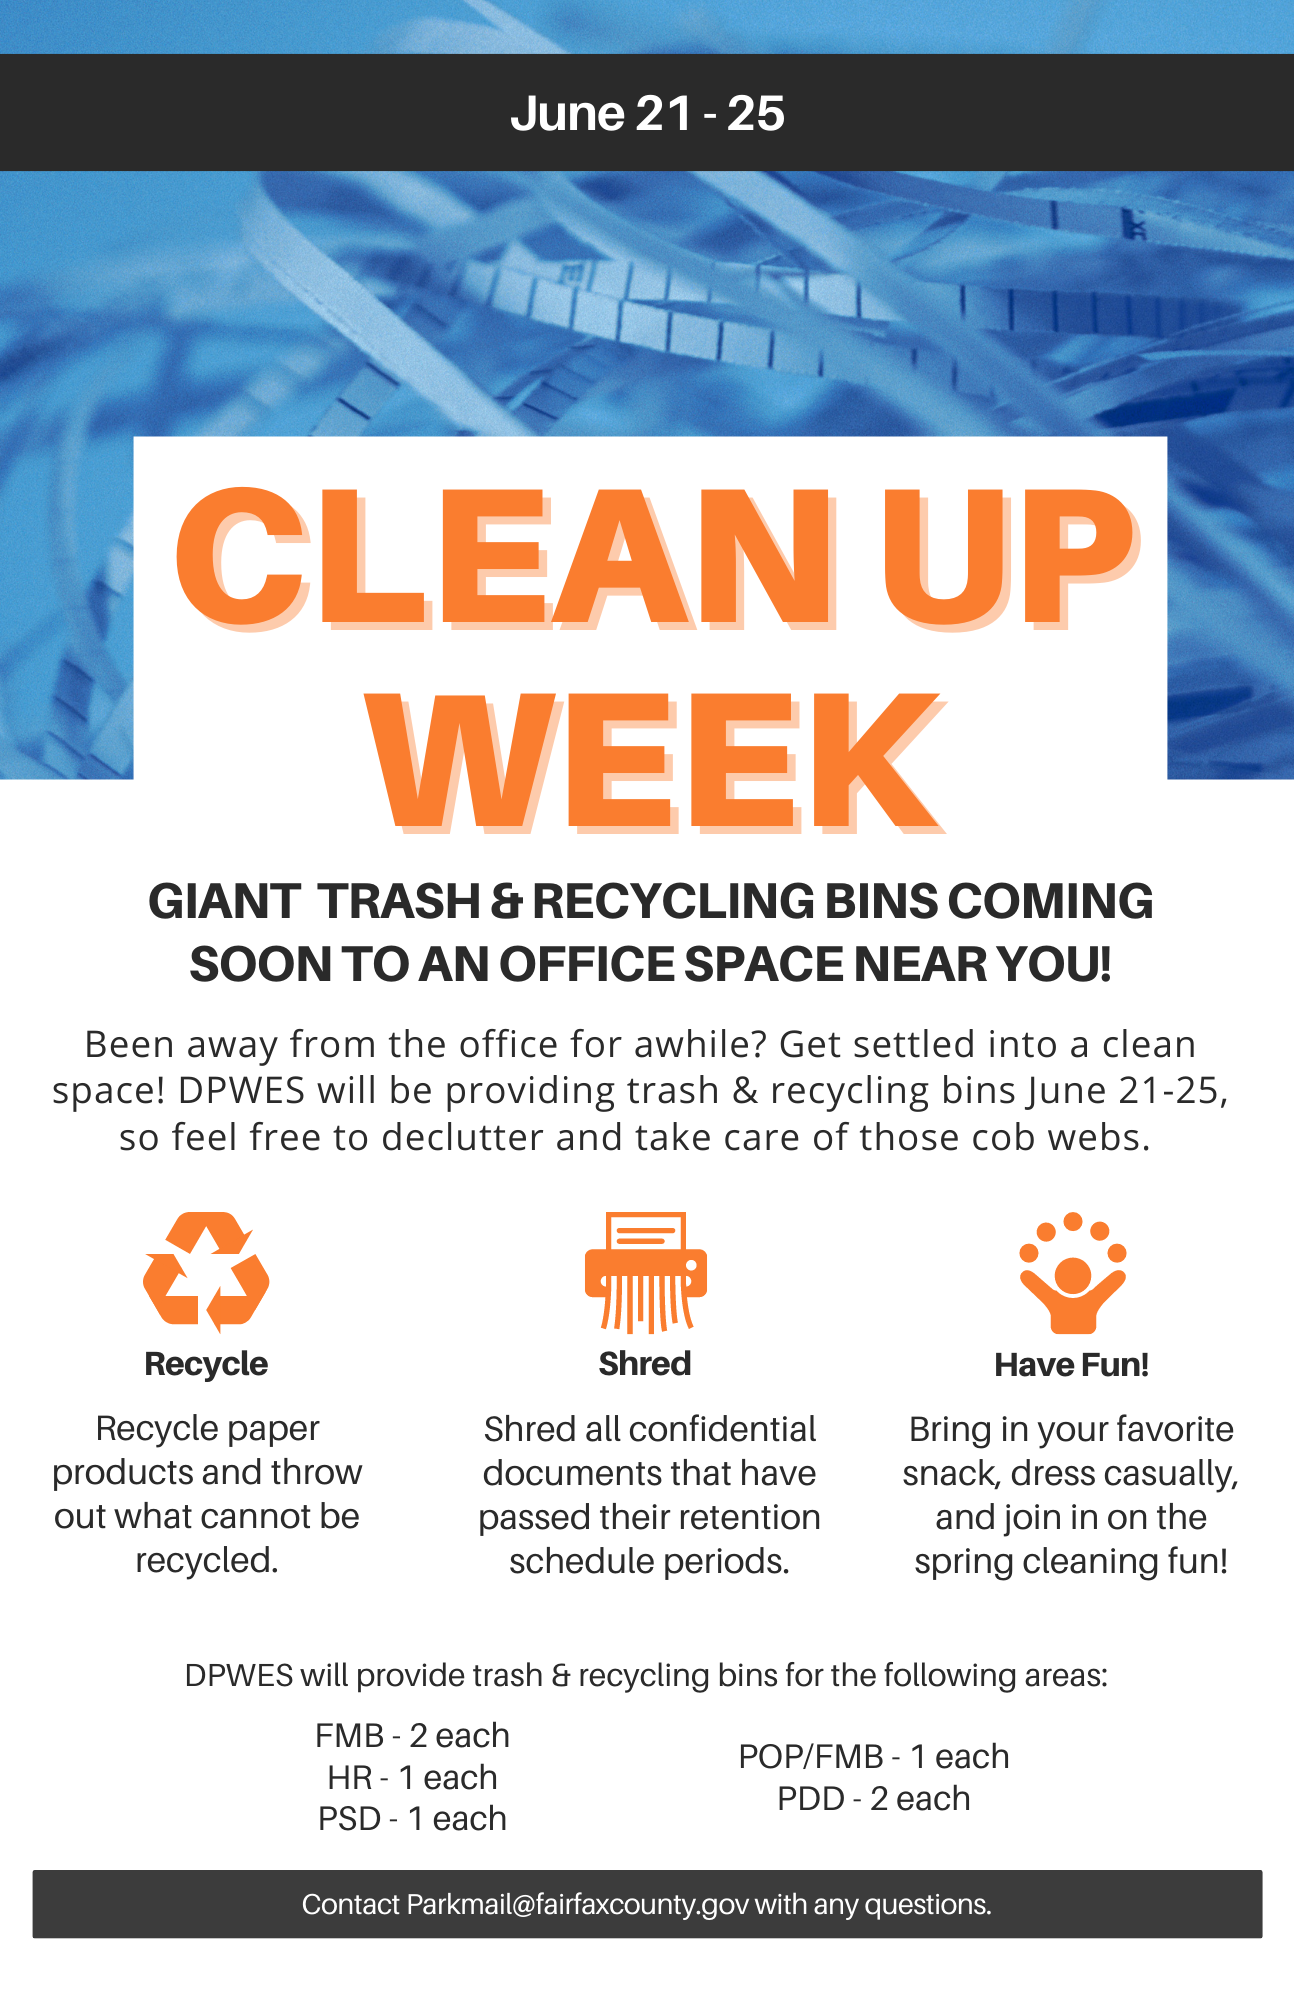 June 21 - 25
CLEAN UP
WEEK
GIANT TRASH & RECYCLING BINS COMING
SOON TO AN OFFICE SPACE NEAR YOU!
Been away from the office for awhile? Get settled into a clean
space! DPWES will be providing trash & recycling bins June 21-25,
so feel free to declutter and take care of those cob webs.
Recycle
Recycle paper
products and throw
out what cannot be
recycled.
Shred
Shred all confidential
documents that have
passed their retention
schedule periods.
Have Fun!
Bring in your favorite
snack, dress casually,
and join in on the
spring cleaning fun!
DPWES will provide trash & recycling bins for the following areas:
FMB - 2 each
HR - 1 each
PSD - 1 each
POP/FMB - 1 each
PDD - 2 each
Contact Parkmail@fairfaxcounty.gov with any questions.